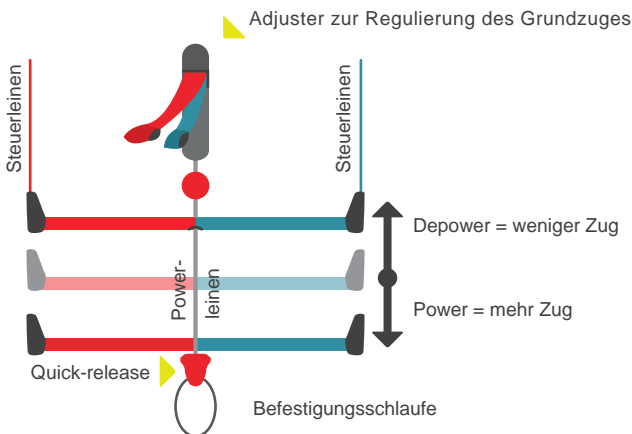 Adjuster zur Regulierung des Grundzuges
Steuerleinen
Steuerleinen
Depower = weniger Zug
Power-
leinen
Power = mehr Zug
Quick-release
Befestigungsschlaufe